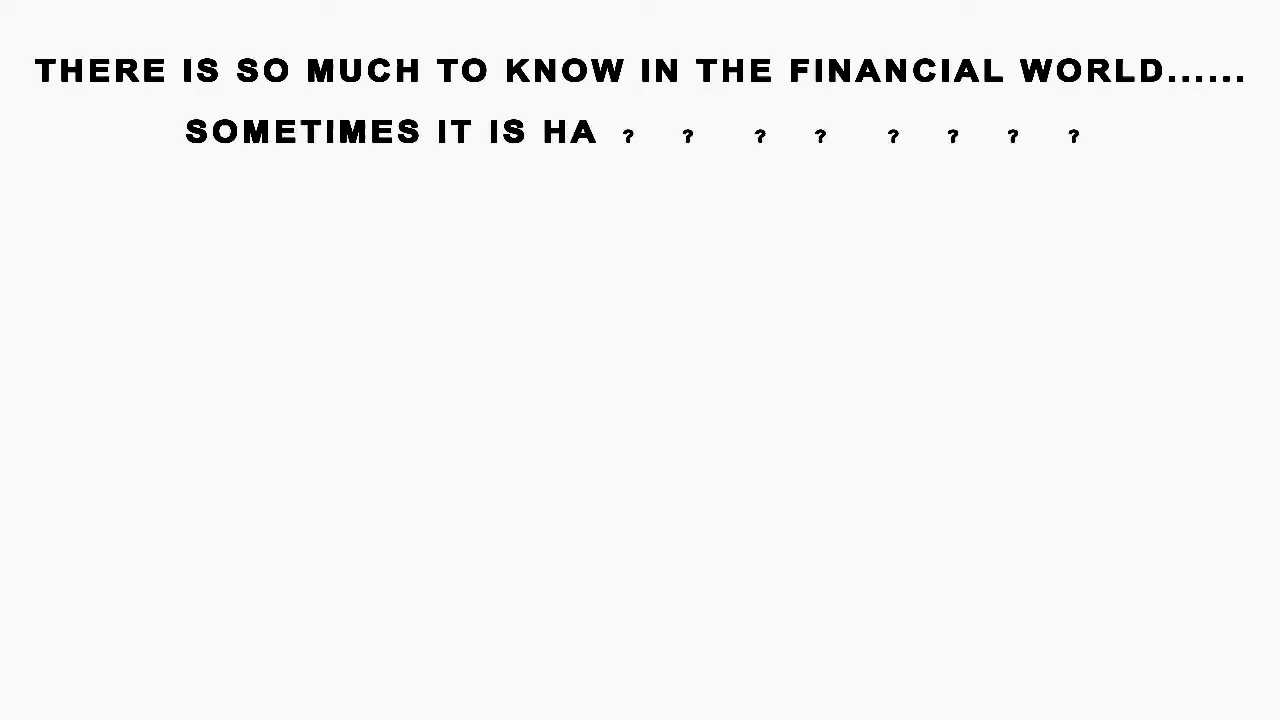 THERE IS SO MUCH TO KNOW IN THE FINANCIAL WORLD......
SOMETIMES IT IS HA ? ? ? ? ? ? ? ?